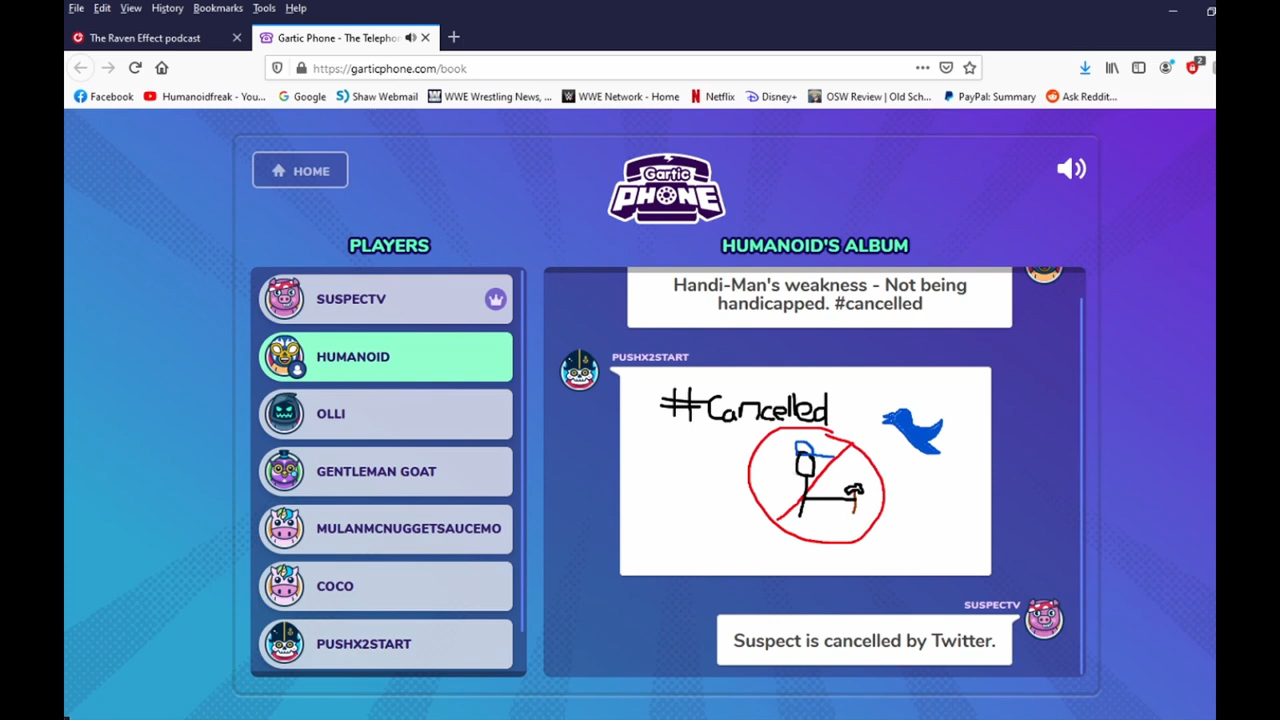 File Edit View History Bookmarks Tools Help
The Raven Effect podcast
Gartic Phone - The Telepho
https://garticphone.com/book
Facebook Humanoidfreak - You... Google Shaw Webmail WWE Wrestling News, ... WWE Network - Home Netflix Disney+ OSW Review | Old Sch... PayPal: Summary Ask Reddit...
2
HOME
Gartic
PHONE
PLAYERS
SUSPECTV
HUMANOID
OLLI
GENTLEMAN GOAT
MULANMCNUGGETSAUCEMO
COCO
PUSHX2START
HUMANOID'S ALBUM
Handi-Man's weakness - Not being
handicapped. #cancelled
PUSHX2START
#Cancelled
SUSPECTV
Suspect is cancelled by Twitter.